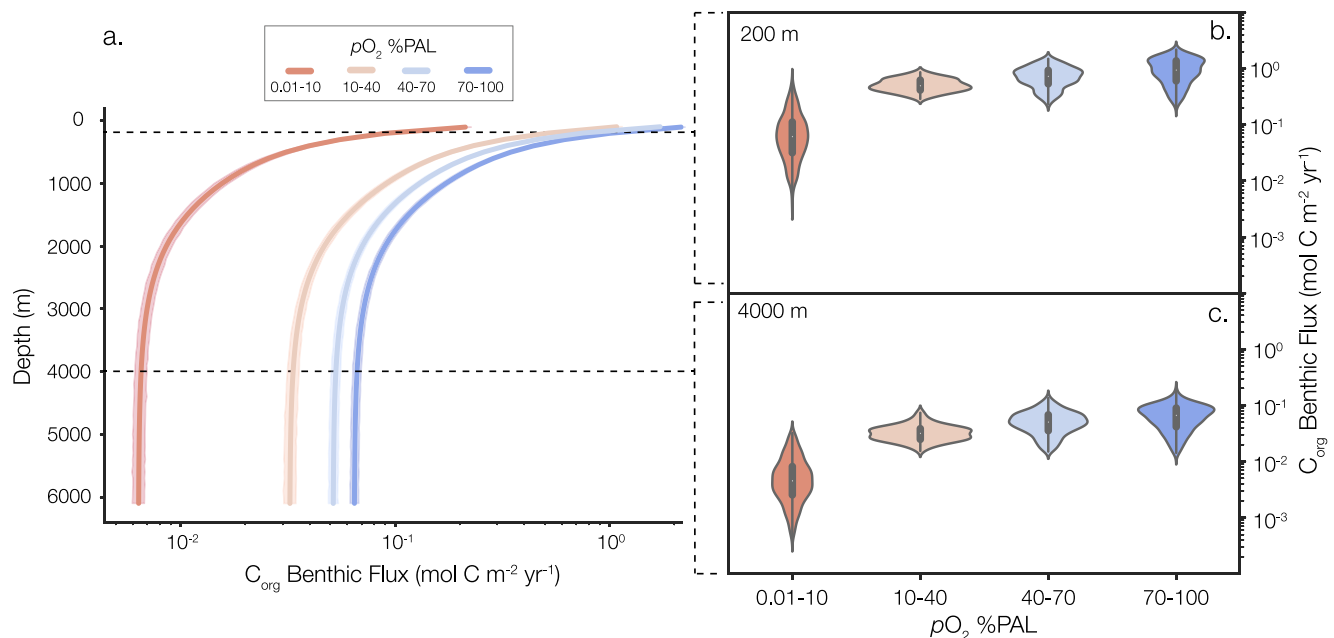 a.
pO₂ %PAL
0.01-10 10-40 40-70 70-100
0
1000
2000
3000
4000
5000
6000
Depth (m)
10⁻² 10⁻¹ 10⁰
C_org Benthic Flux (mol C m⁻² yr⁻¹)
200 m
b.
10⁰
10⁻¹
10⁻²
10⁻³
4000 m
c.
10⁰
10⁻¹
10⁻²
10⁻³
C_org Benthic Flux (mol C m⁻² yr⁻¹)
0.01-10 10-40 40-70 70-100
pO₂ %PAL